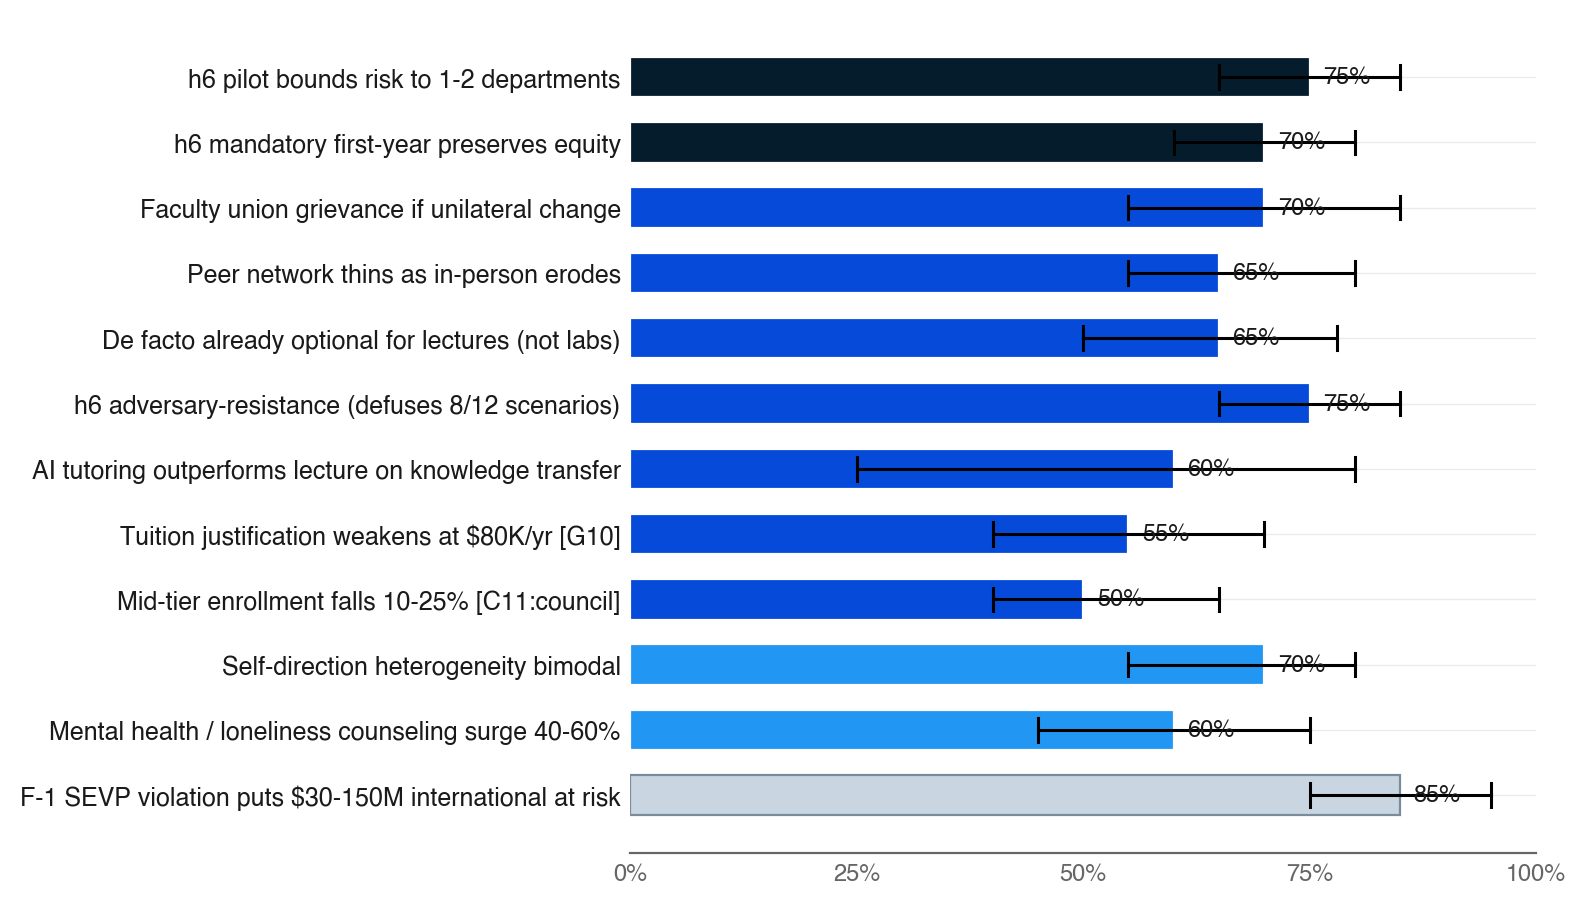 h6 pilot bounds risk to 1-2 departments 75%
h6 mandatory first-year preserves equity 70%
Faculty union grievance if unilateral change 70%
Peer network thins as in-person erodes 65%
De facto already optional for lectures (not labs) 65%
h6 adversary-resistance (defuses 8/12 scenarios) 75%
AI tutoring outperforms lecture on knowledge transfer 60%
Tuition justification weakens at $80K/yr [G10] 55%
Mid-tier enrollment falls 10-25% [C11:council] 50%
Self-direction heterogeneity bimodal 70%
Mental health / loneliness counseling surge 40-60% 60%
F-1 SEVP violation puts $30-150M international at risk 85%
0% 25% 50% 75% 100%